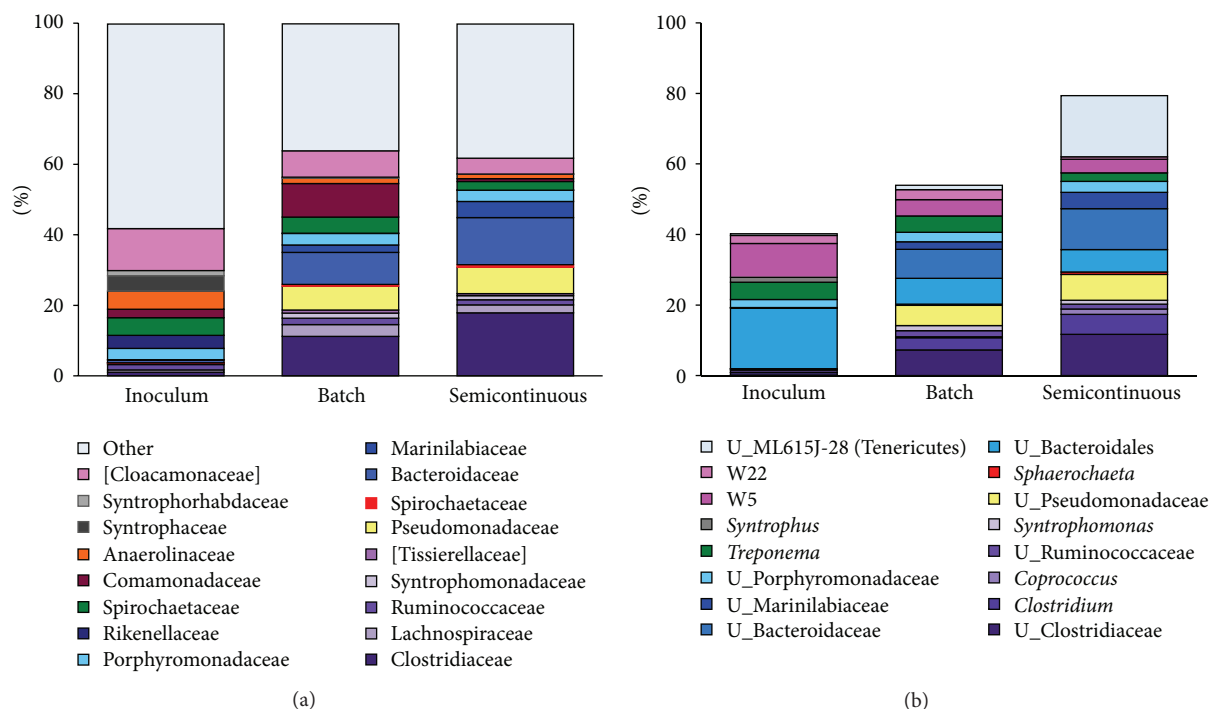 100
80
60
40
20
0
(%)
Inoculum
Batch
Semicontinuous
Other
[Cloacamonaceae]
Syntrophorhabdaceae
Syntrophaceae
Anaerolinaceae
Comamonadaceae
Spirochaetaceae
Rikenellaceae
Porphyromonadaceae
Marinilabiaceae
Bacteroidaceae
Spirochaetaceae
Pseudomonadaceae
[Tissierellaceae]
Syntrophomonadaceae
Ruminococcaceae
Lachnospiraceae
Clostridiaceae
(a)
100
80
60
40
20
0
(%)
Inoculum
Batch
Semicontinuous
U_ML615J-28 (Tenericutes)
W22
W5
Syntrophus
Treponema
U_Porphyromonadaceae
U_Marinilabiaceae
U_Bacteroidaceae
U_Bacteroidales
Sphaerochaeta
U_Pseudomonadaceae
Syntrophomonas
U_Ruminococcaceae
Coprococcus
Clostridium
U_Clostridiaceae
(b)